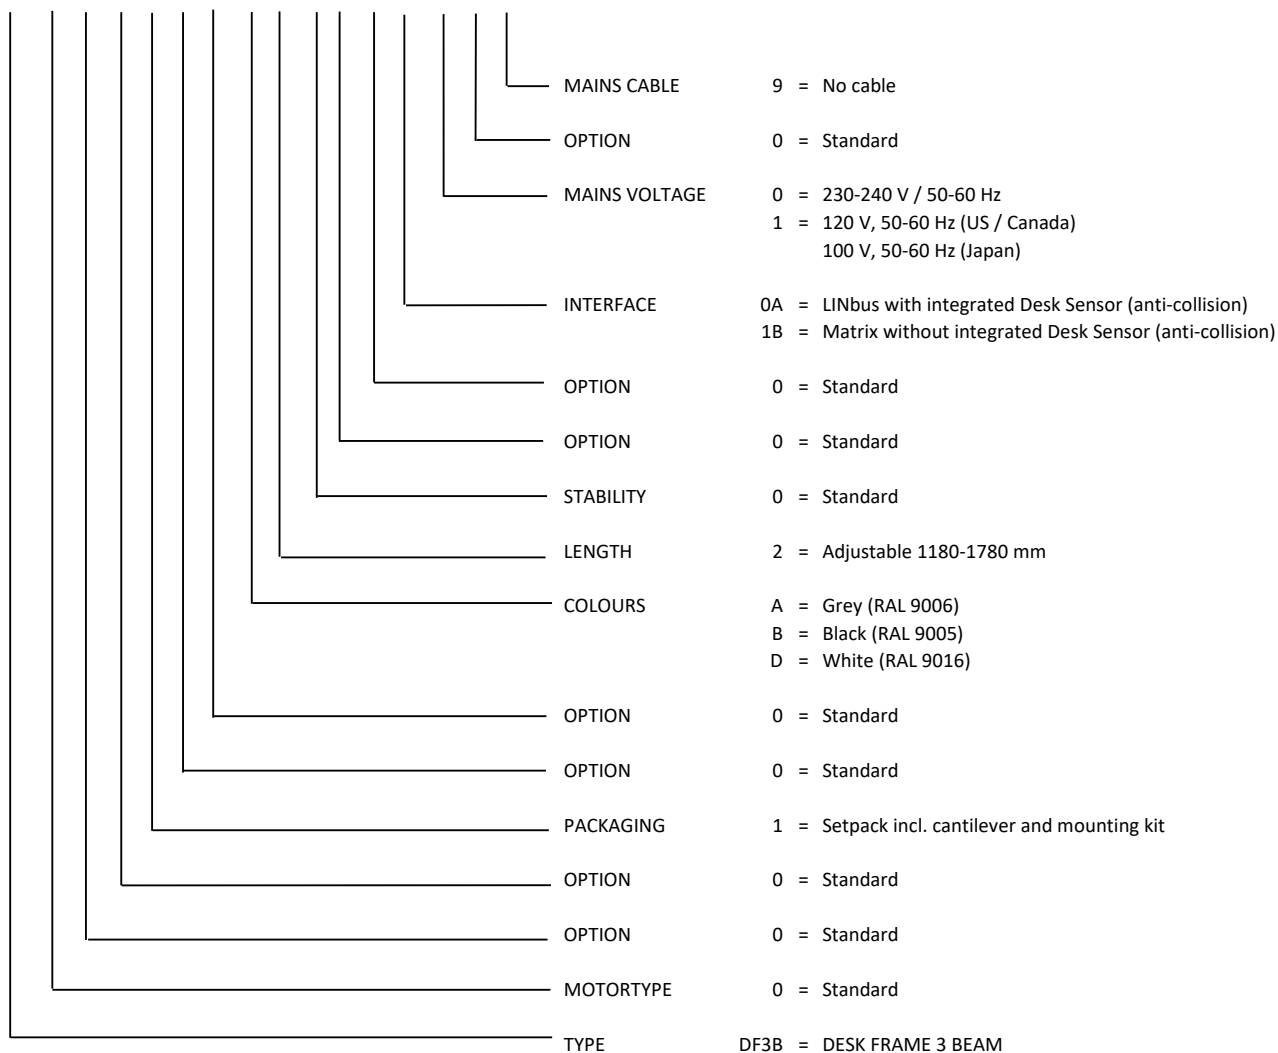 MAINS CABLE 9 = No cable
OPTION 0 = Standard
MAINS VOLTAGE 0 = 230-240 V / 50-60 Hz
1 = 120 V, 50-60 Hz (US / Canada)
100 V, 50-60 Hz (Japan)
INTERFACE 0A = LINbus with integrated Desk Sensor (anti-collision)
1B = Matrix without integrated Desk Sensor (anti-collision)
OPTION 0 = Standard
OPTION 0 = Standard
STABILITY 0 = Standard
LENGTH 2 = Adjustable 1180-1780 mm
COLOURS A = Grey (RAL 9006)
B = Black (RAL 9005)
D = White (RAL 9016)
OPTION 0 = Standard
OPTION 0 = Standard
PACKAGING 1 = Setpack incl. cantilever and mounting kit
OPTION 0 = Standard
OPTION 0 = Standard
MOTORTYPE 0 = Standard
TYPE DF3B = DESK FRAME 3 BEAM